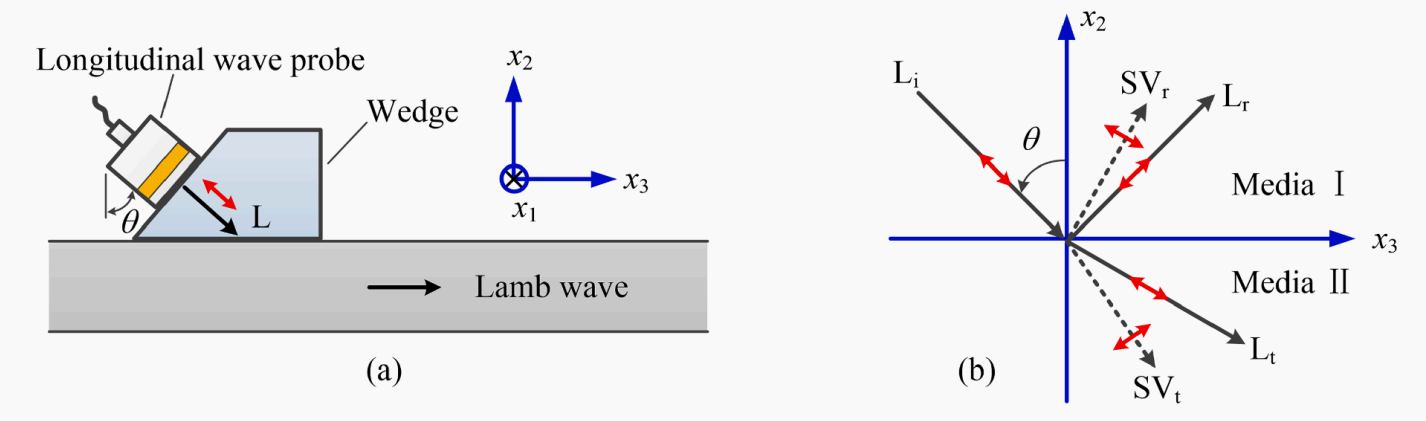 Longitudinal wave probe
Wedge
θ
L
x₂
x₃
x₁
Lamb wave
(a)
x₂
Lᵢ
θ
SVᵣ
Lᵣ
Media Ⅰ
x₃
Media Ⅱ
Lₜ
SVₜ
(b)